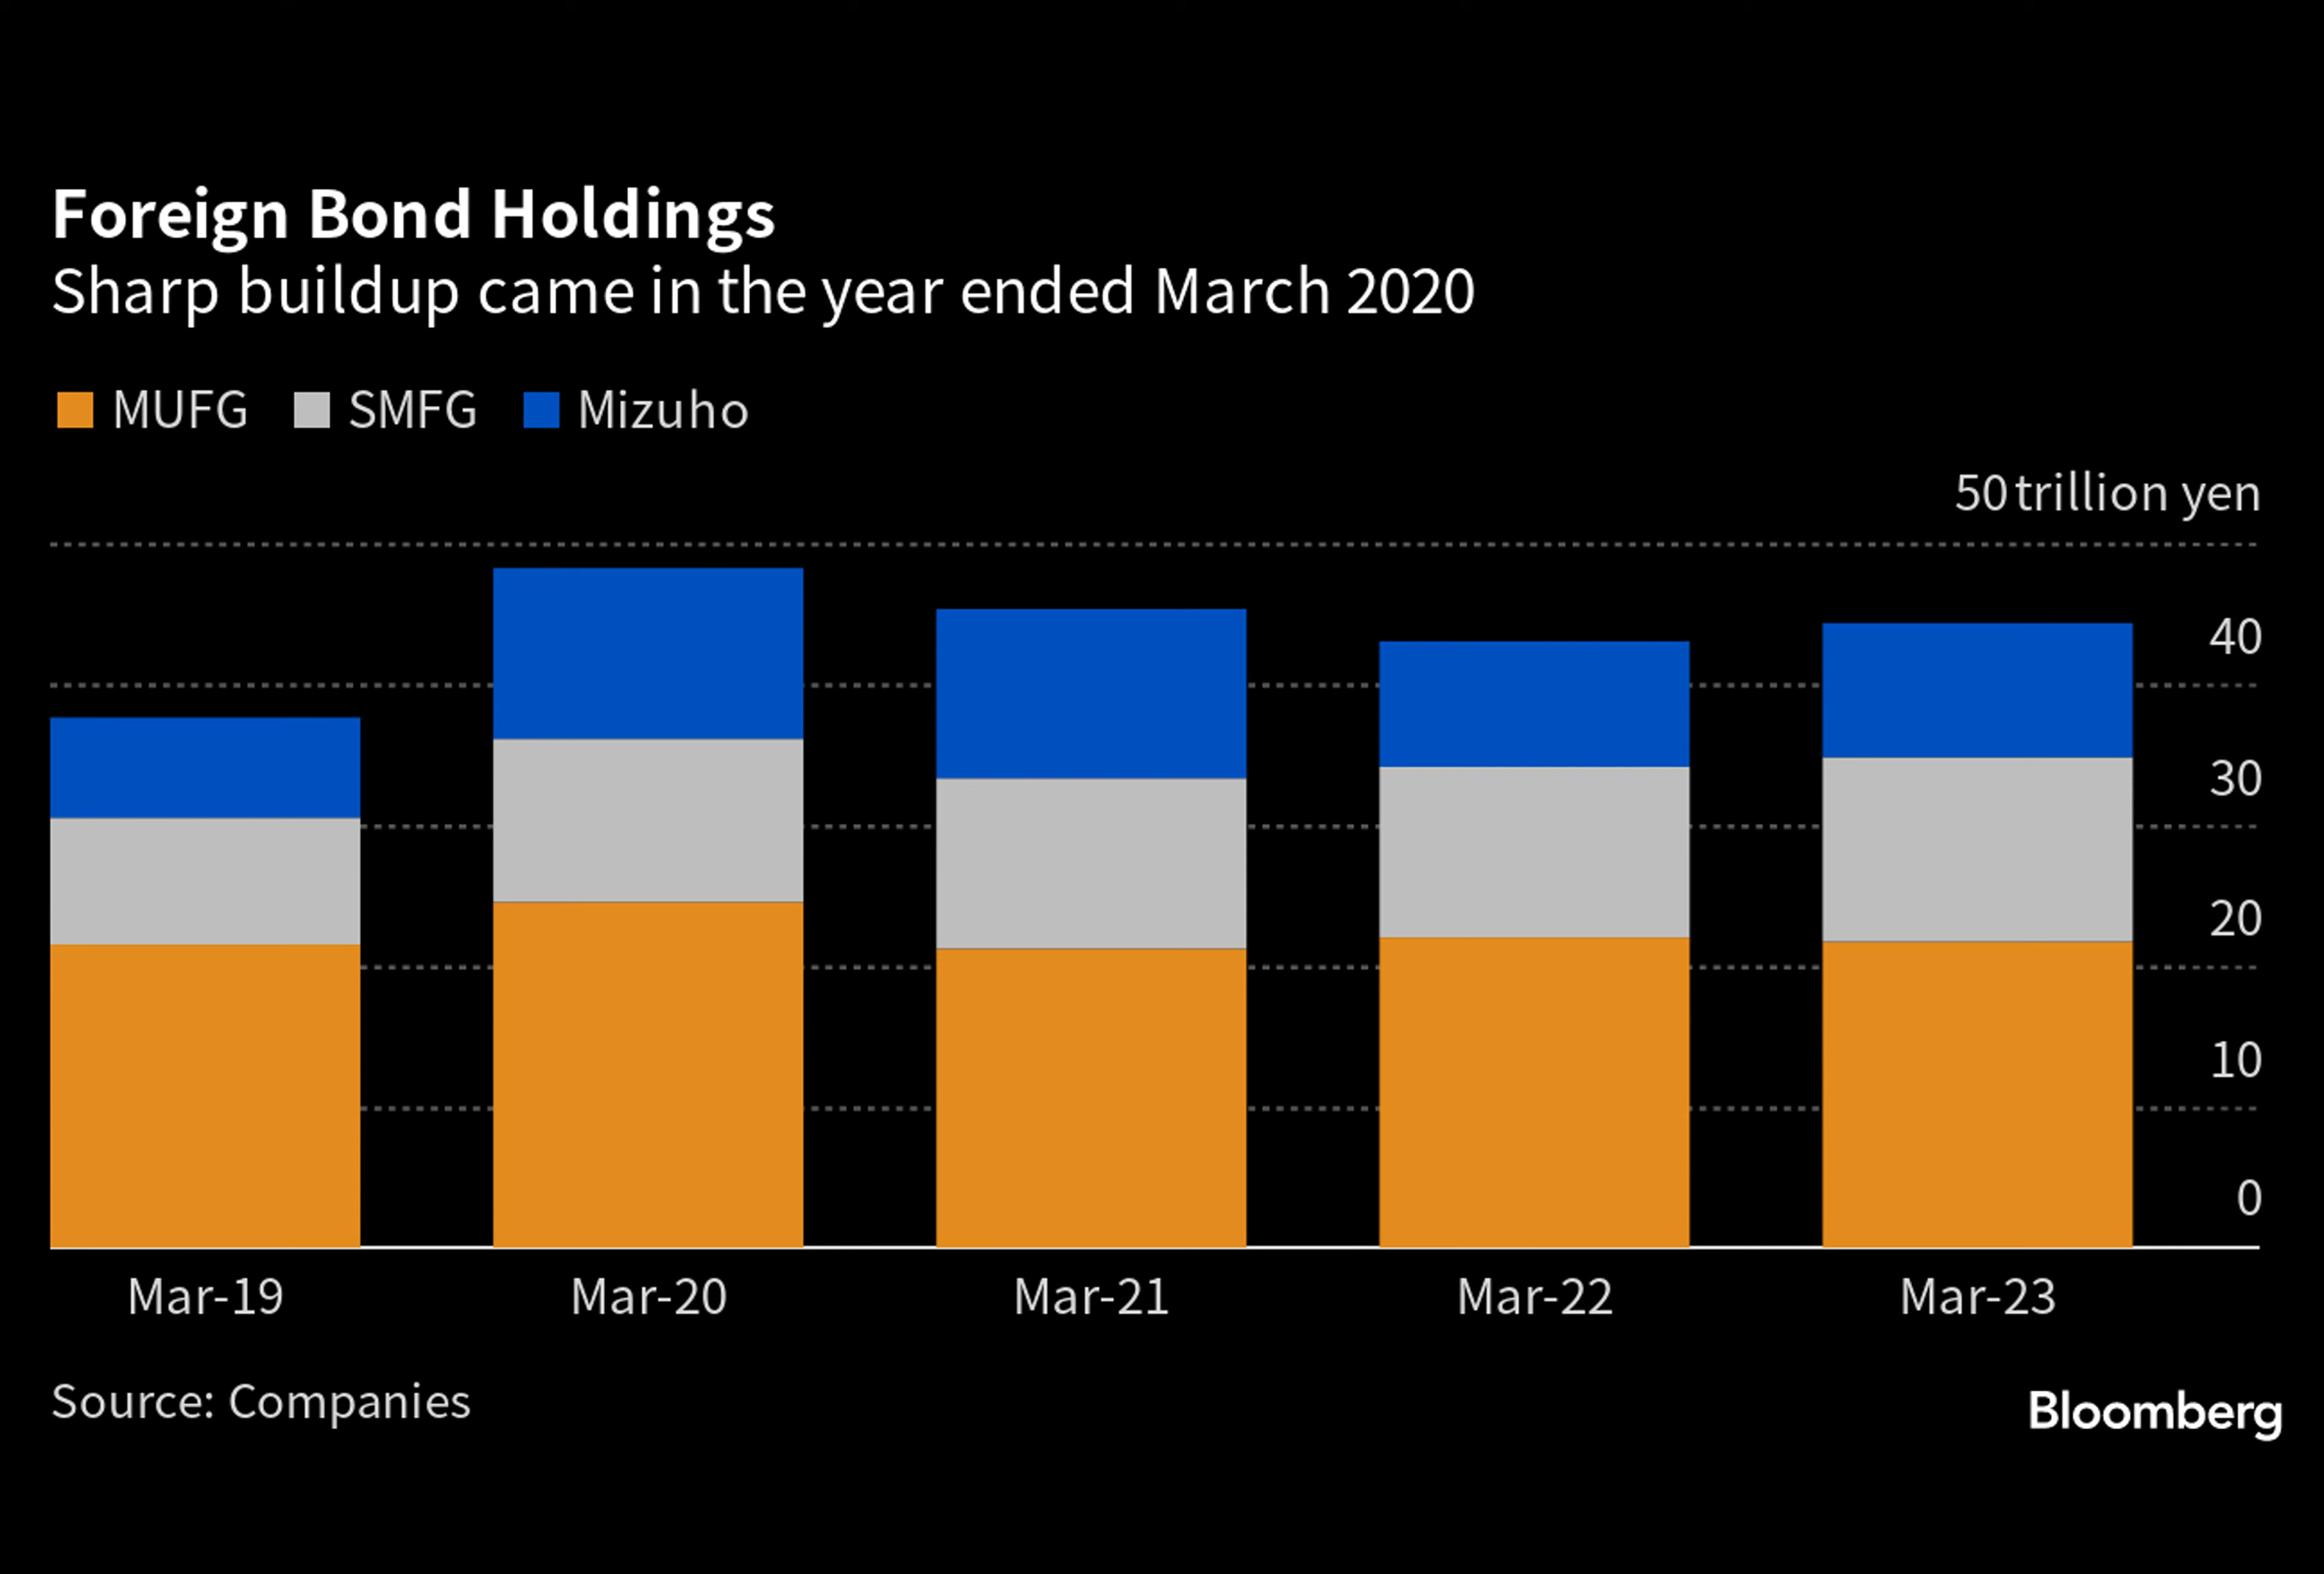 Foreign Bond Holdings
Sharp buildup came in the year ended March 2020
MUFG SMFG Mizuho
50 trillion yen
40
30
20
10
0
Mar-19 Mar-20 Mar-21 Mar-22 Mar-23
Source: Companies
Bloomberg